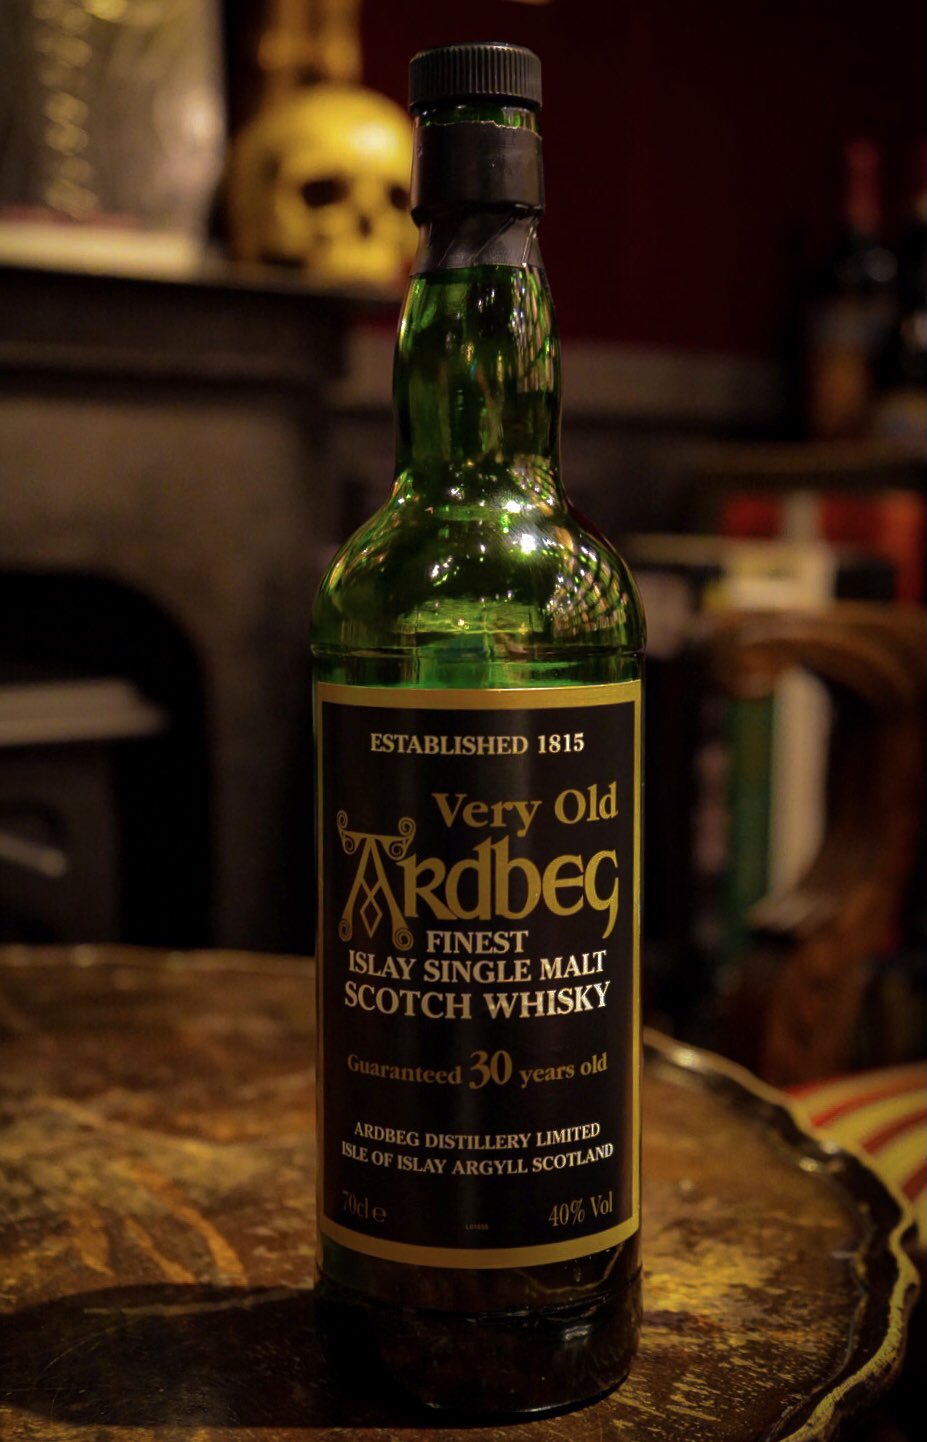 ESTABLISHED 1815
Very Old
Ardbeg
FINEST
ISLAY SINGLE MALT
SCOTCH WHISKY
Guaranteed 30 years old
ARDBEG DISTILLERY LIMITED
ISLE OF ISLAY ARGYLL SCOTLAND
70cl e 40% Vol